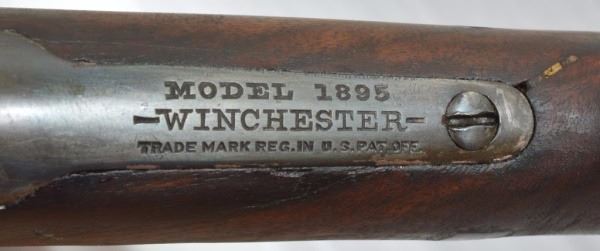 MODEL 1895
-WINCHESTER-
TRADE MARK REG. IN U.S. PAT. OFF.